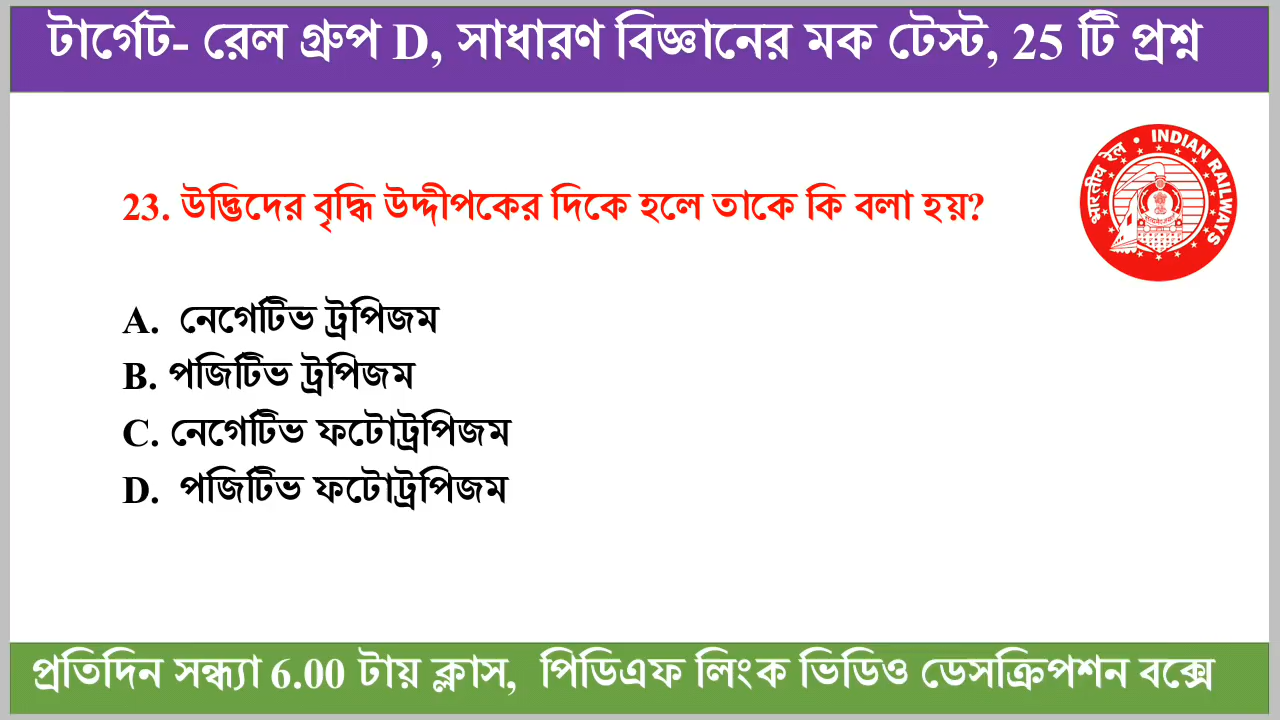 টার্গেট- রেল গ্রুপ D, সাধারণ বিজ্ঞানের মক টেস্ট, 25 টি প্রশ্ন
23. উদ্ভিদের বৃদ্ধি উদ্দীপকের দিকে হলে তাকে কি বলা হয়?
भारतीय रेल • INDIAN RAILWAYS
A. নেগেটিভ ট্রপিজম
B. পজিটিভ ট্রপিজম
C. নেগেটিভ ফটোট্রপিজম
D. পজিটিভ ফটোট্রপিজম
প্রতিদিন সন্ধ্যা 6.00 টায় ক্লাস, পিডিএফ লিংক ভিডিও ডেসক্রিপশন বক্সে